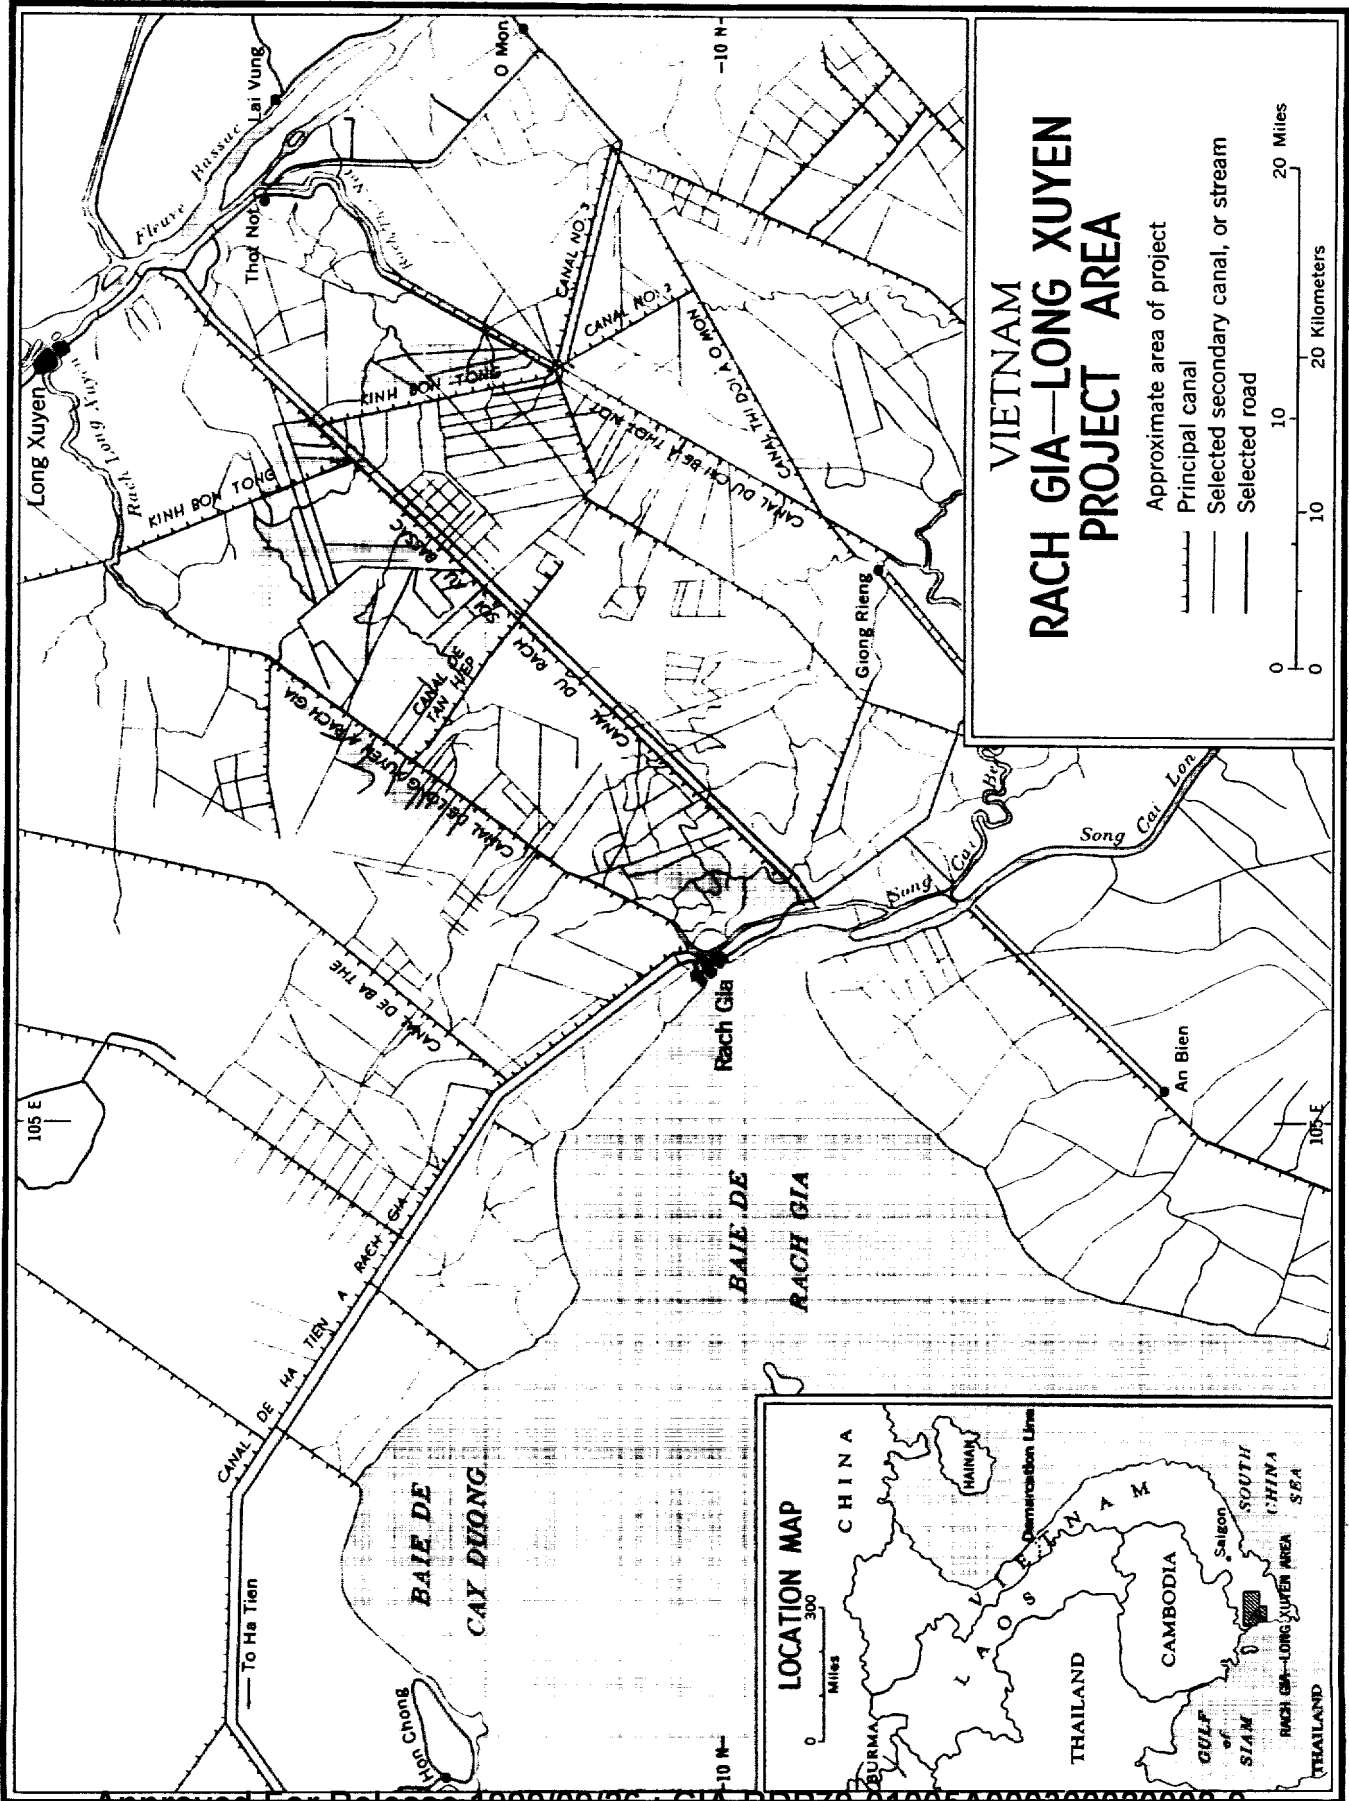 VIETNAM
RACH GIA—LONG XUYEN
PROJECT AREA
Approximate area of project
Principal canal
Selected secondary canal, or stream
Selected road
0 10 20 Miles
0 10 20 Kilometers
Long Xuyen
Rach Long Xuyen
Fleuve Bassac
Lai Vung
Thot Not
O Mon
10 N
KINH BON TONG
KINH BON TONG
CANAL NO. 3
CANAL NO. 2
CANAL THI DOI A O MON
CANAL DU CAI BE A THOT NOT
CANAL DU RACH SOI AU BASSAC
CANAL DE
TAN HIEP
CANAL DE LONG XUYEN A RACH GIA
CANAL DE BA THE
CANAL DE HA TIEN A RACH GIA
Giong Rieng
Song Cai Be
Song Cai Lon
Rach Gia
An Bien
105 E
105 E
BAIE DE
RACH GIA
BAIE DE
CAY DUONG
To Ha Tien
Hon Chong
10 N
LOCATION MAP
0 300
Miles
CHINA
HAINAN
BURMA
LAOS
VIETNAM
Demarcation Line
THAILAND
CAMBODIA
Saigon
SOUTH
CHINA
SEA
GULF
of
SIAM
RACH GIA—LONG XUYEN AREA
THAILAND